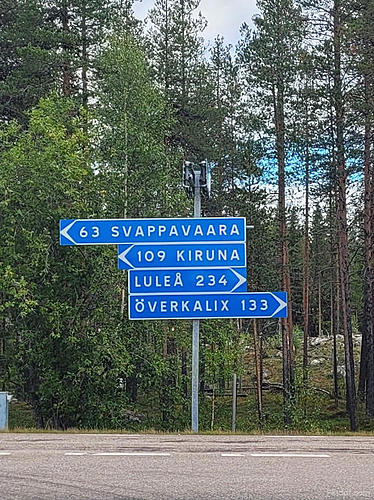 63 SVAPPAVAARA
109 KIRUNA
LULEÅ 234
ÖVERKALIX 133